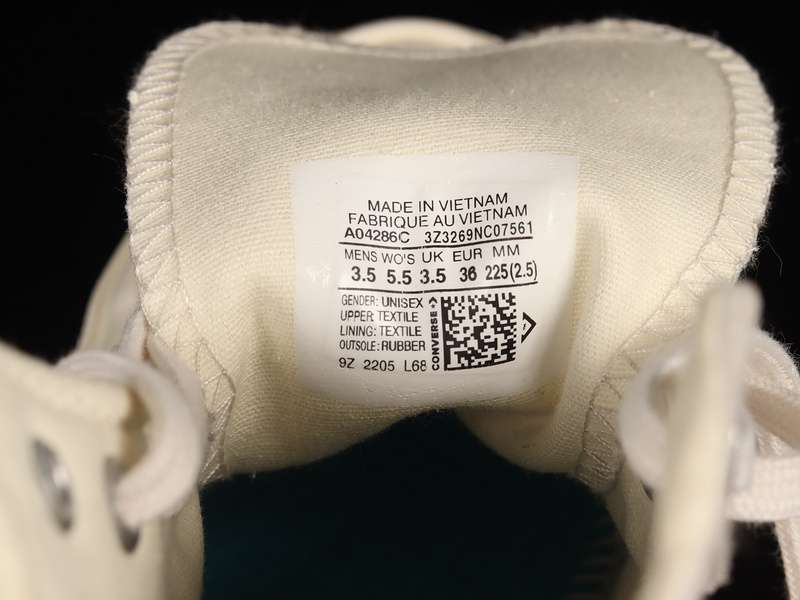 MADE IN VIETNAM
FABRIQUE AU VIETNAM
A04286C 3Z3269NC07561
MENS WO'S UK EUR MM
3.5 5.5 3.5 36 225(2.5)
GENDER: UNISEX
UPPER: TEXTILE
LINING: TEXTILE
OUTSOLE: RUBBER
9Z 2205 L68
CONVERSE